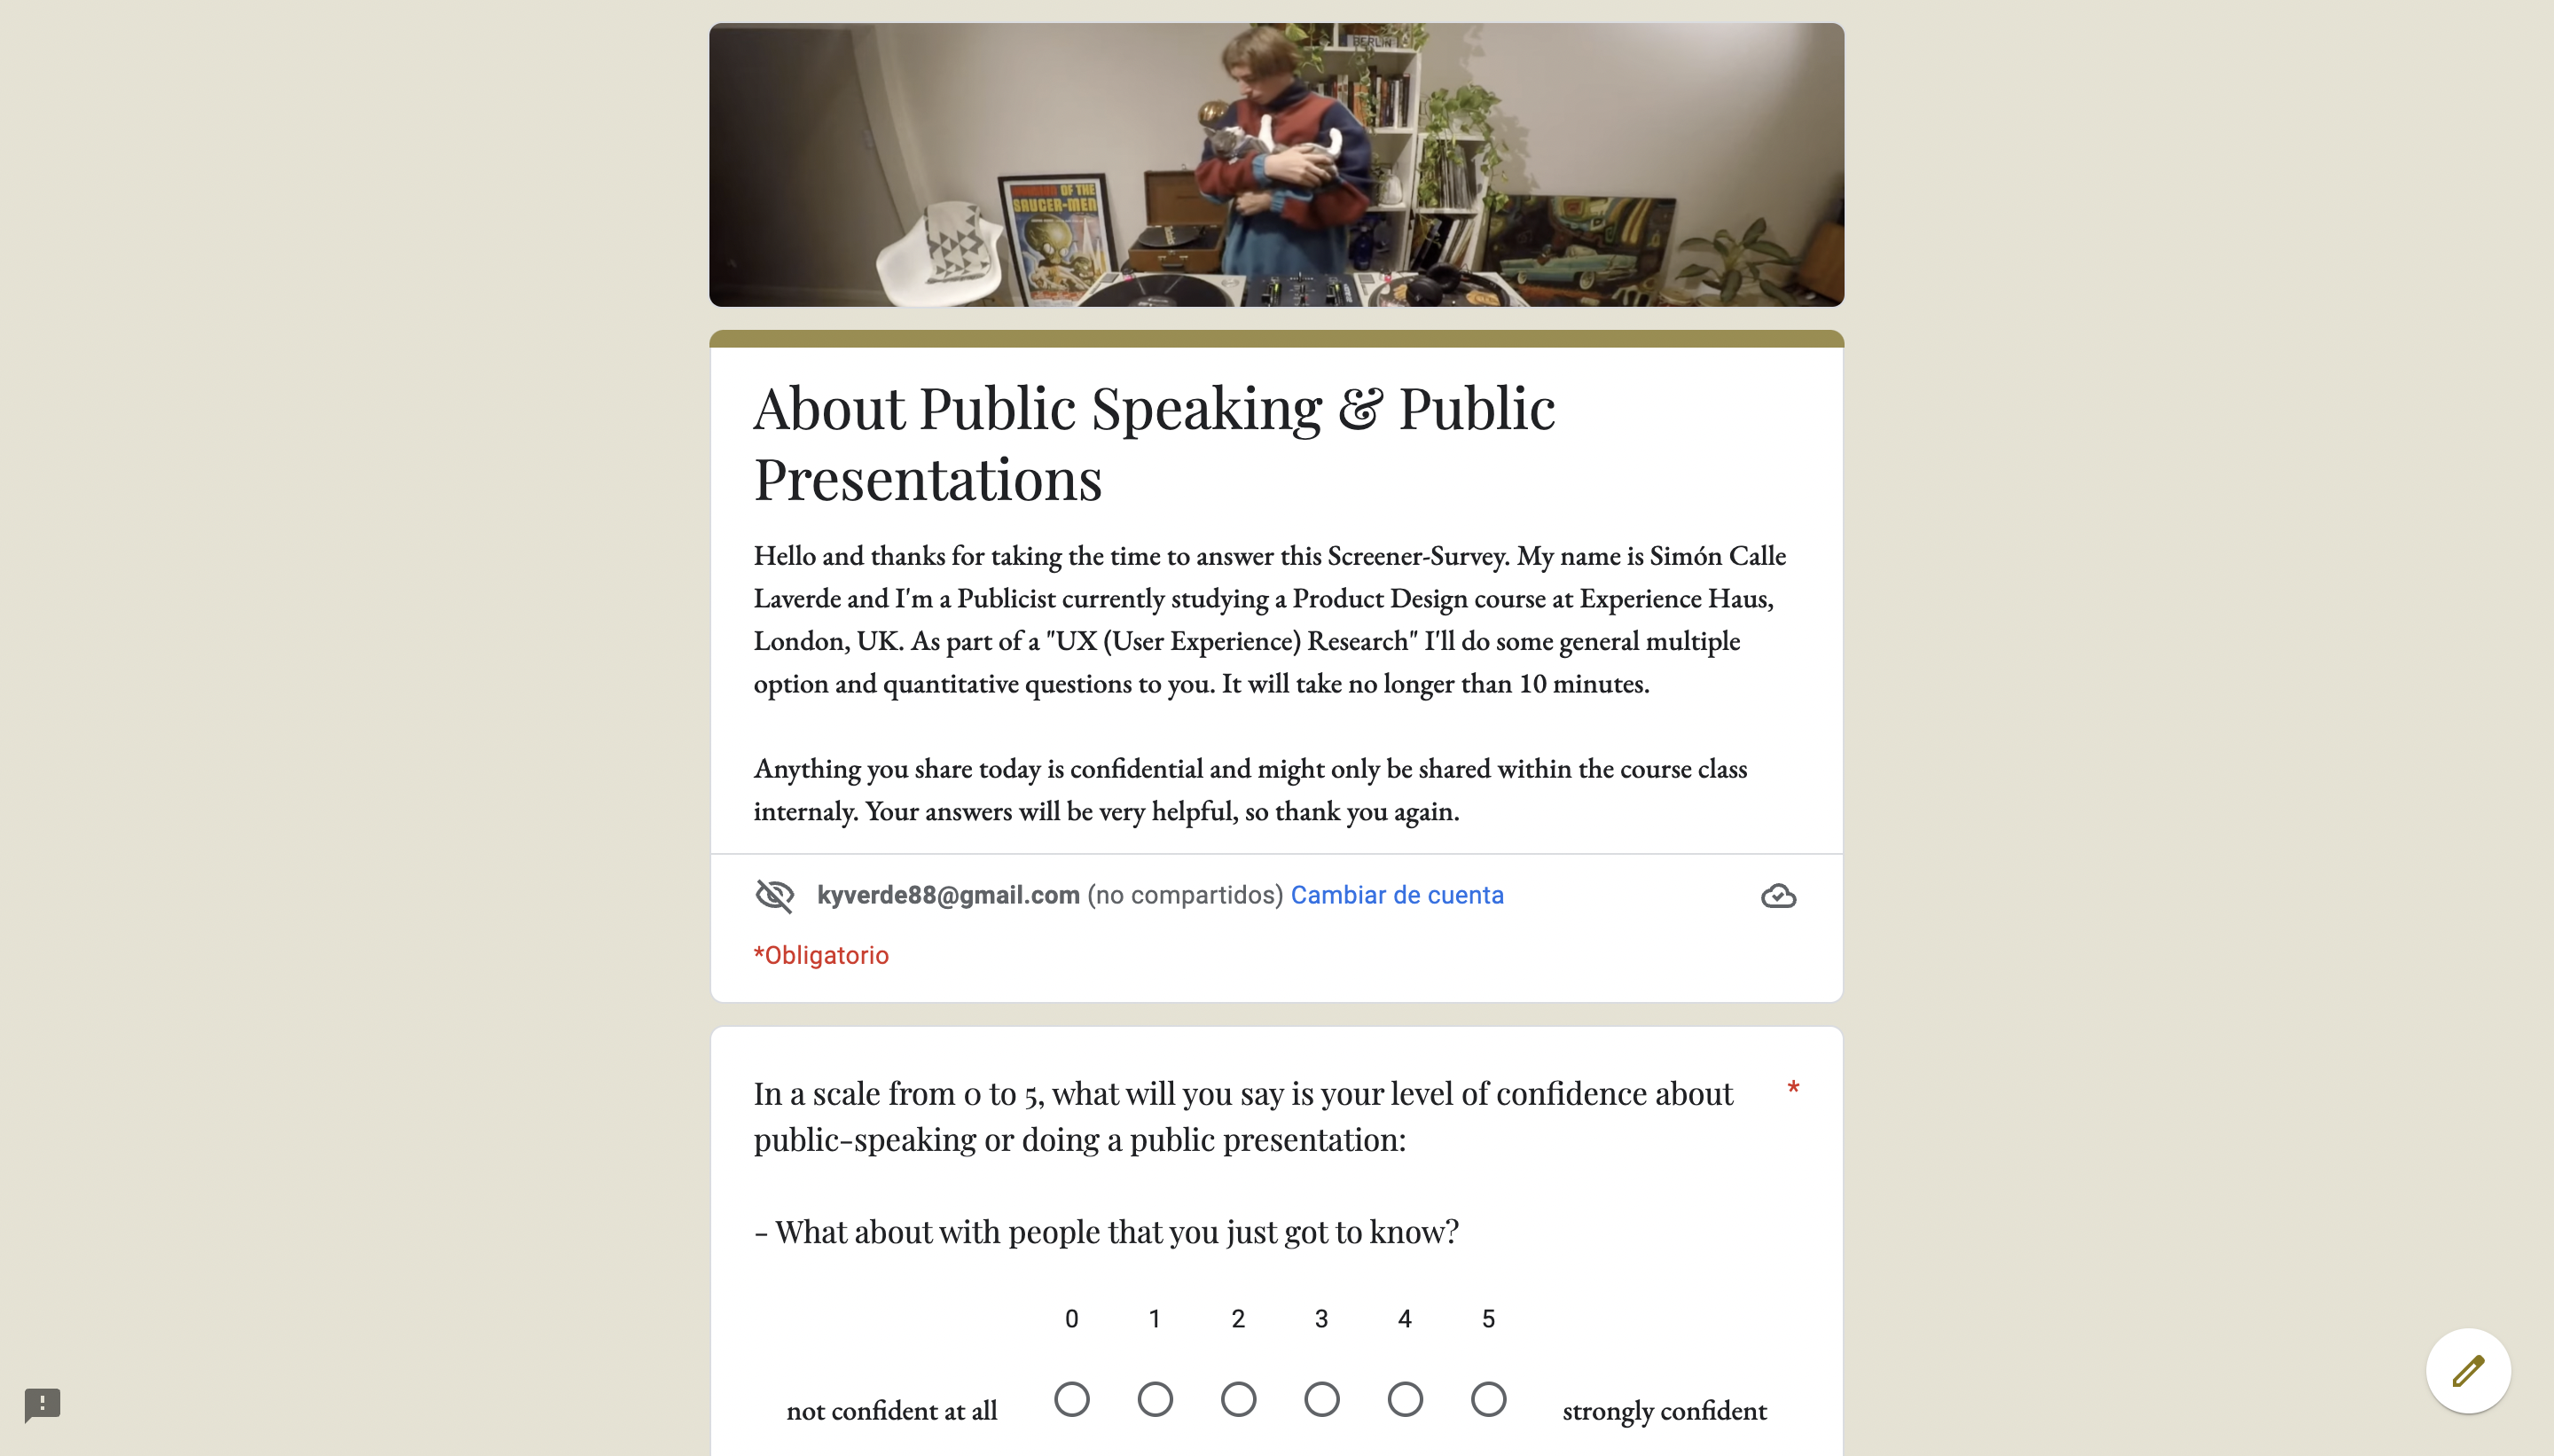 BERLIN
INVASION OF THE
SAUCER-MEN
About Public Speaking & Public
Presentations
Hello and thanks for taking the time to answer this Screener-Survey. My name is Simón Calle
Laverde and I'm a Publicist currently studying a Product Design course at Experience Haus,
London, UK. As part of a "UX (User Experience) Research" I'll do some general multiple
option and quantitative questions to you. It will take no longer than 10 minutes.
Anything you share today is confidential and might only be shared within the course class
internaly. Your answers will be very helpful, so thank you again.
kyverde88@gmail.com (no compartidos) Cambiar de cuenta
*Obligatorio
In a scale from 0 to 5, what will you say is your level of confidence about *
public-speaking or doing a public presentation:
- What about with people that you just got to know?
0 1 2 3 4 5
not confident at all strongly confident